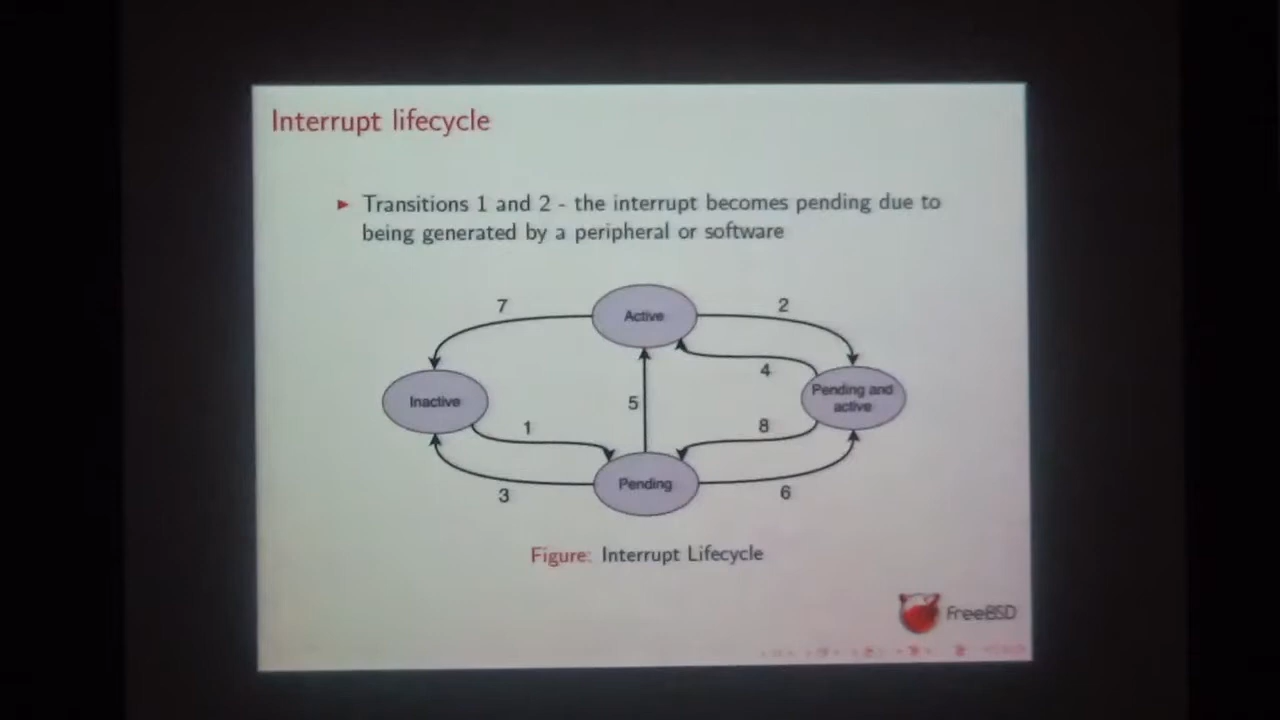 Interrupt lifecycle
▶ Transitions 1 and 2 - the interrupt becomes pending due to
being generated by a peripheral or software
7
Active
2
4
Inactive
5
Pending and
active
1
8
Pending
3
6
Figure: Interrupt Lifecycle
FreeBSD